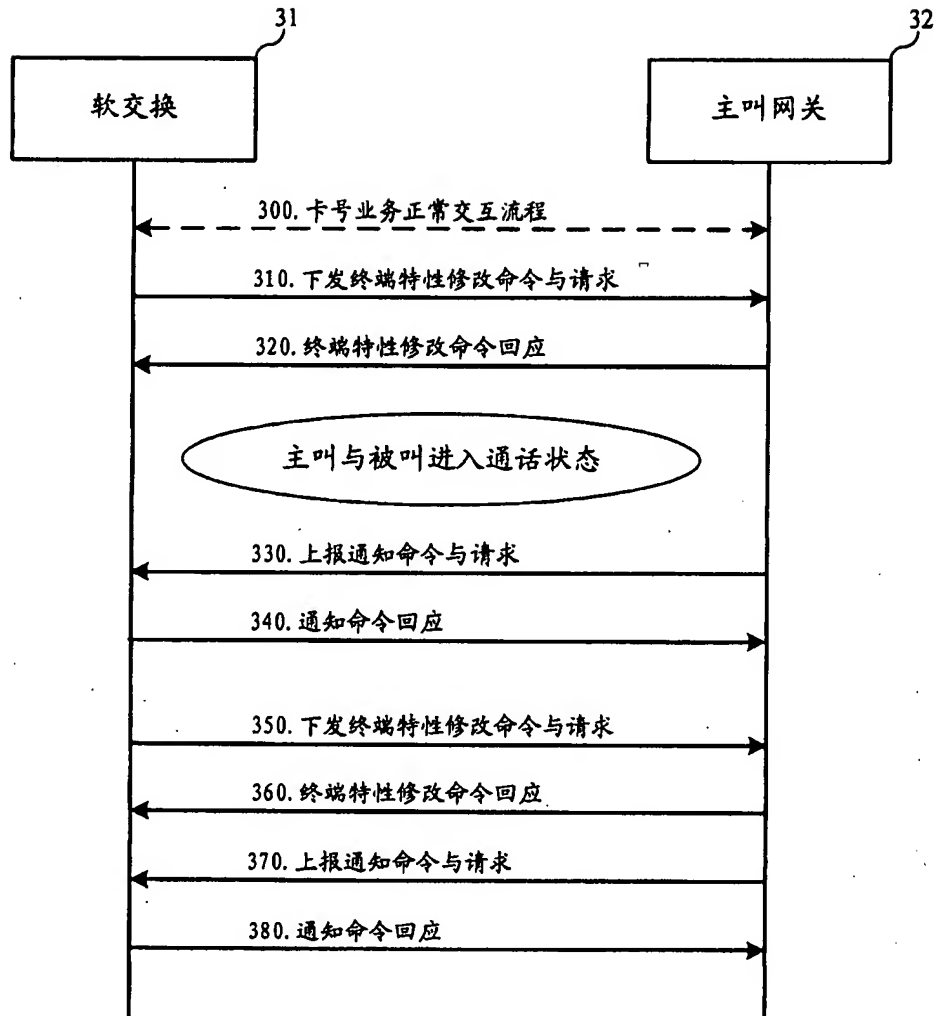 31
32
软交换
主叫网关
300. 卡号业务正常交互流程
310. 下发终端特性修改命令与请求
320. 终端特性修改命令回应
主叫与被叫进入通话状态
330. 上报通知命令与请求
340. 通知命令回应
350. 下发终端特性修改命令与请求
360. 终端特性修改命令回应
370. 上报通知命令与请求
380. 通知命令回应